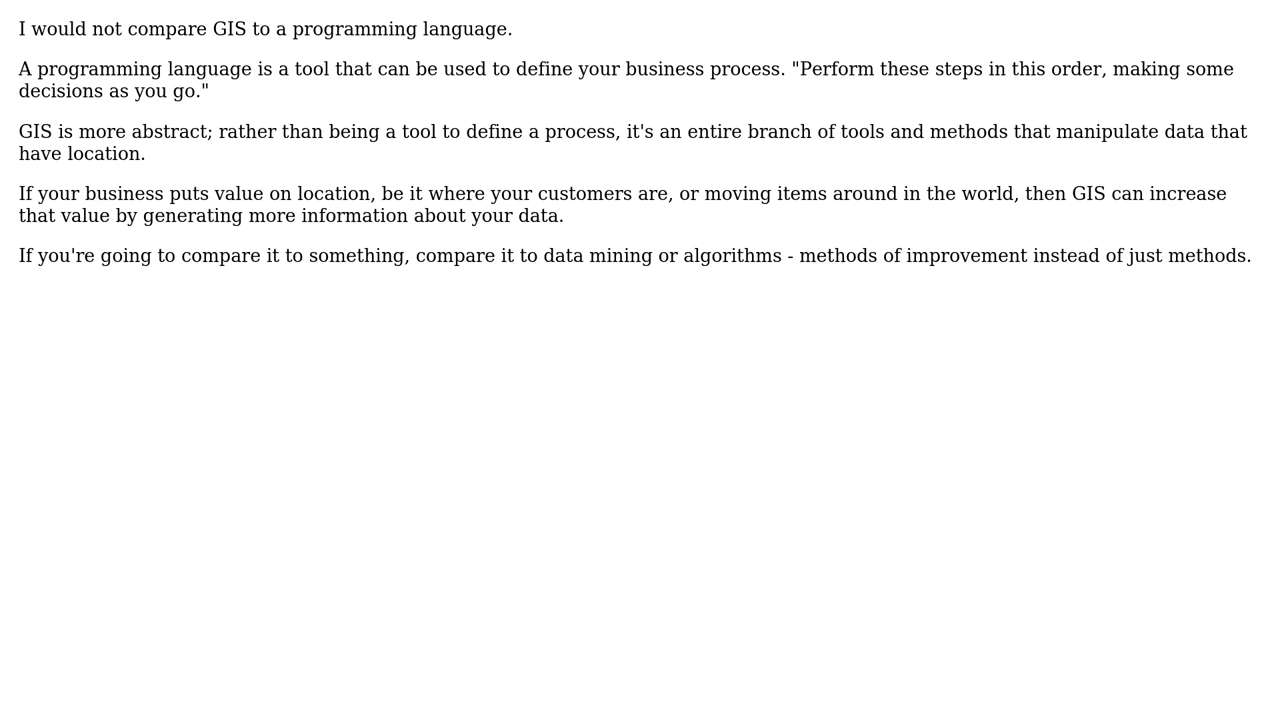 I would not compare GIS to a programming language.
A programming language is a tool that can be used to define your business process. "Perform these steps in this order, making some
decisions as you go."
GIS is more abstract; rather than being a tool to define a process, it's an entire branch of tools and methods that manipulate data that
have location.
If your business puts value on location, be it where your customers are, or moving items around in the world, then GIS can increase
that value by generating more information about your data.
If you're going to compare it to something, compare it to data mining or algorithms - methods of improvement instead of just methods.